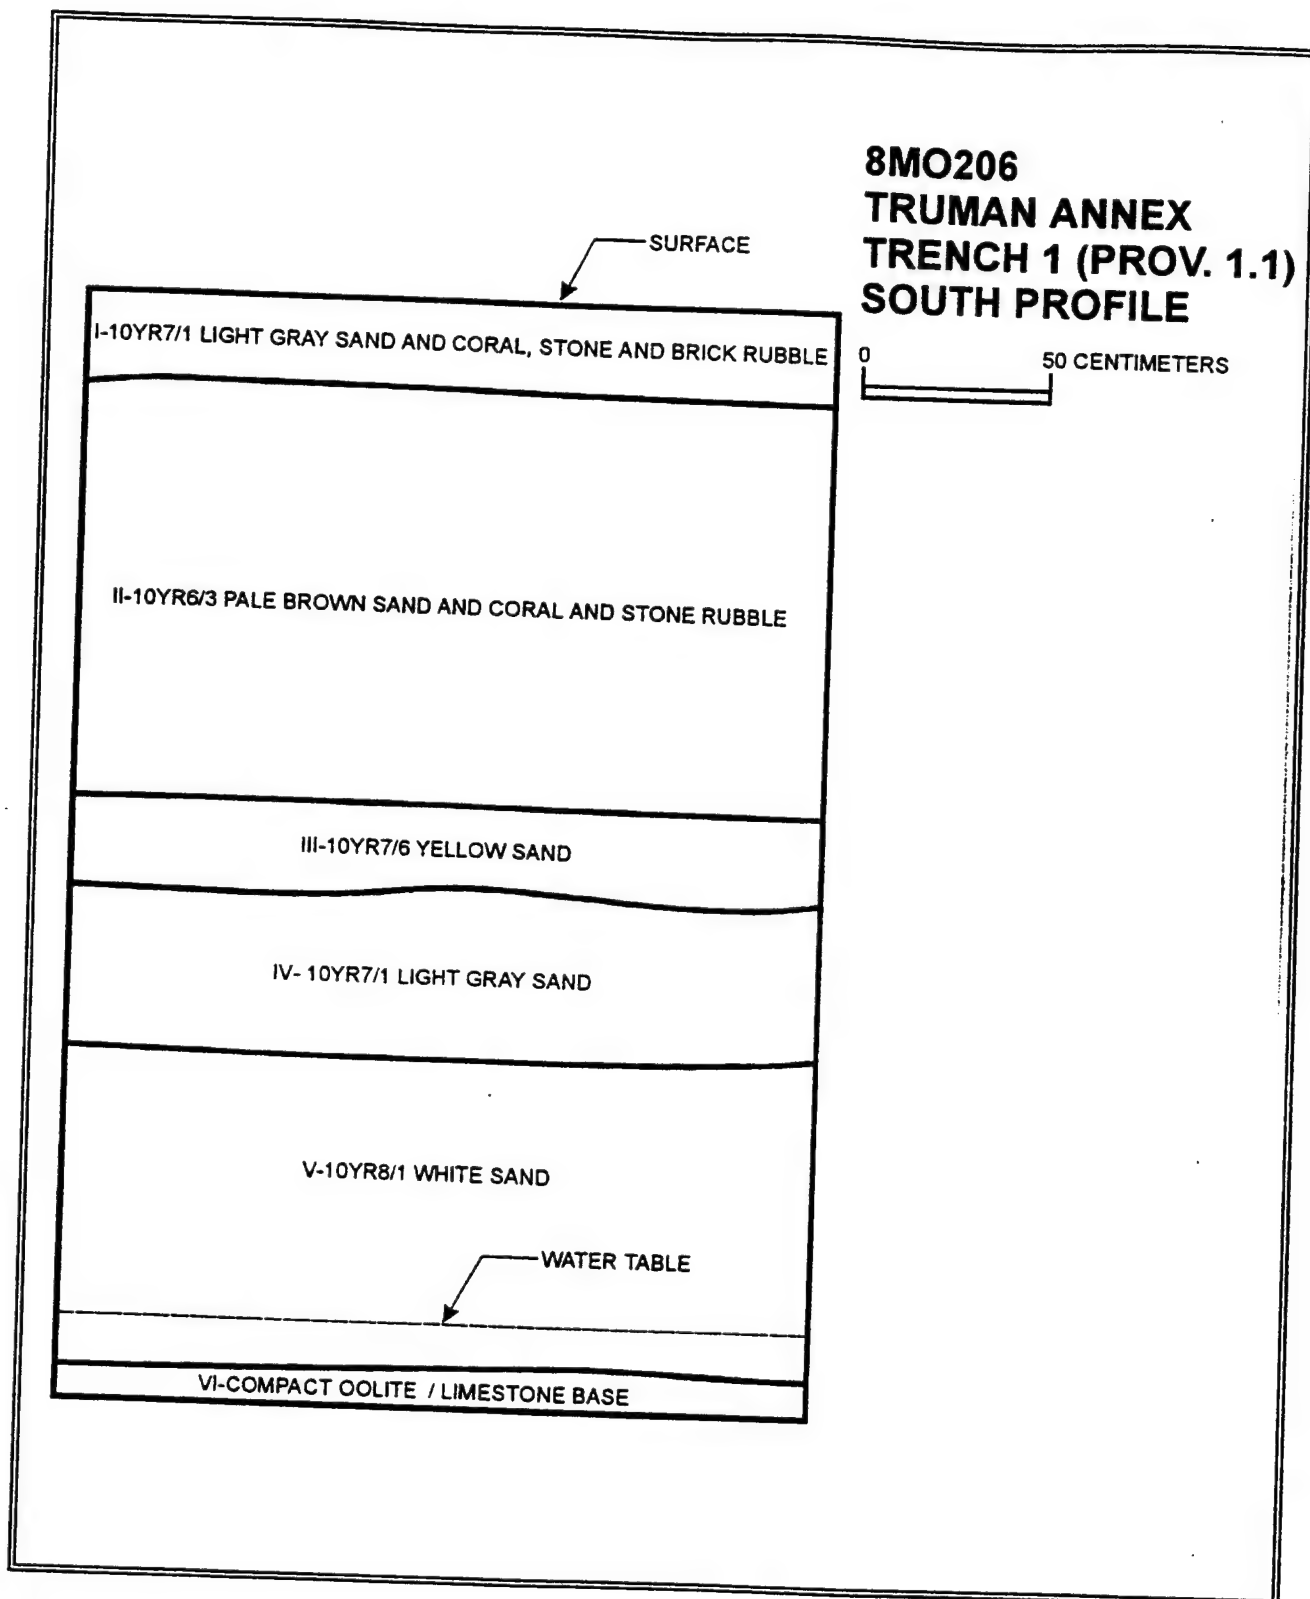 8MO206
TRUMAN ANNEX
TRENCH 1 (PROV. 1.1)
SOUTH PROFILE
0 50 CENTIMETERS
SURFACE
I-10YR7/1 LIGHT GRAY SAND AND CORAL, STONE AND BRICK RUBBLE
II-10YR6/3 PALE BROWN SAND AND CORAL AND STONE RUBBLE
III-10YR7/6 YELLOW SAND
IV- 10YR7/1 LIGHT GRAY SAND
V-10YR8/1 WHITE SAND
WATER TABLE
VI-COMPACT OOLITE / LIMESTONE BASE